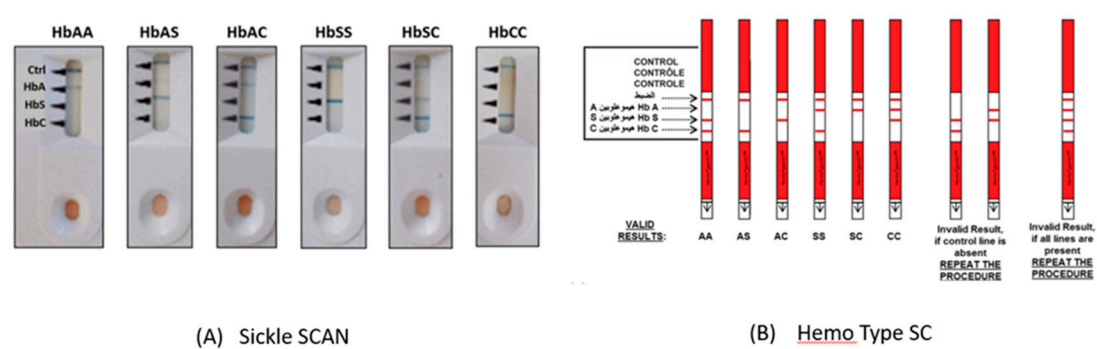 HbAA
HbAS
HbAC
HbSS
HbSC
HbCC
Ctrl
HbA
HbS
HbC
(A) Sickle SCAN
CONTROL
CONTRÔLE
CONTROLE
الضبط
A هيموغلوبين Hb A
S هيموغلوبين Hb S
C هيموغلوبين Hb C
VALID
RESULTS:
AA
AS
AC
SS
SC
CC
Invalid Result,
if control line is
absent
REPEAT THE
PROCEDURE
Invalid Result,
if all lines are
present
REPEAT THE
PROCEDURE
(B) Hemo Type SC